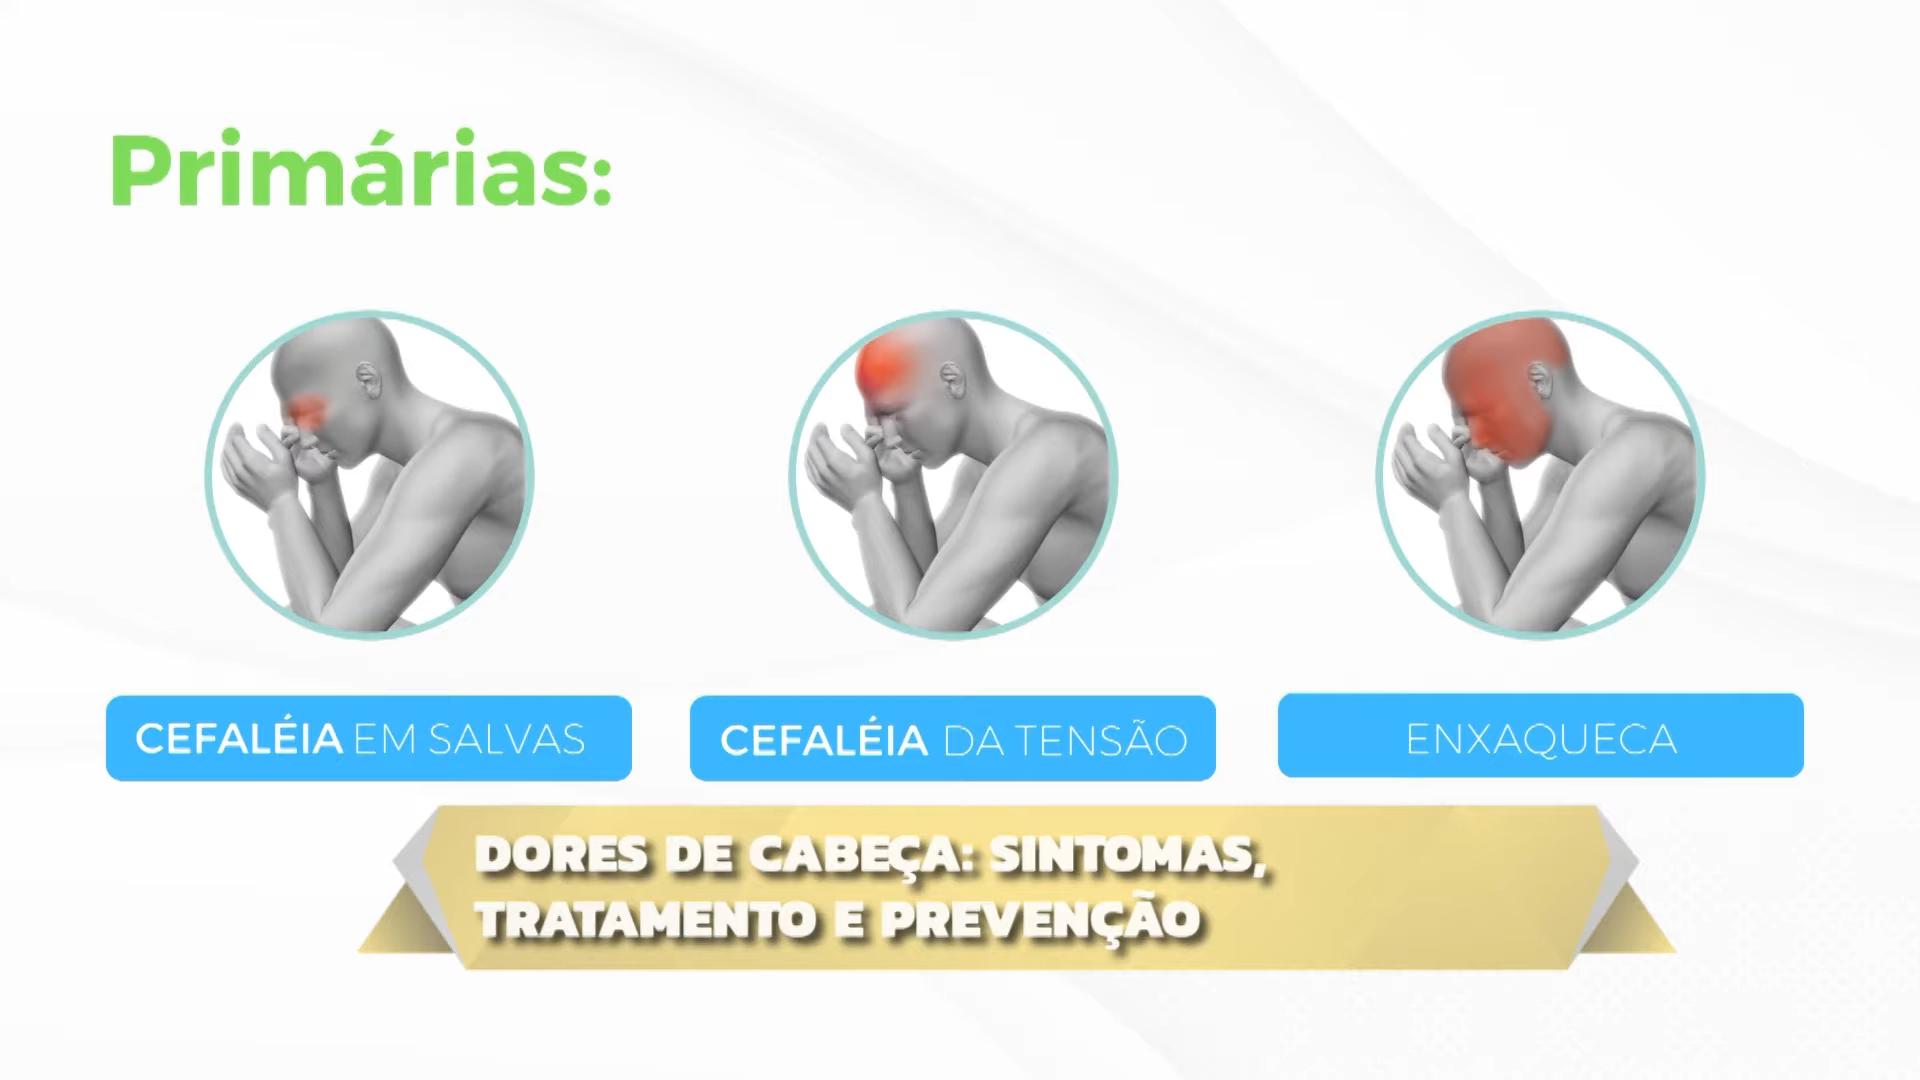 Primárias:
CEFALÉIA EM SALVAS
CEFALÉIA DA TENSÃO
ENXAQUECA
DORES DE CABEÇA: SINTOMAS,
TRATAMENTO E PREVENÇÃO